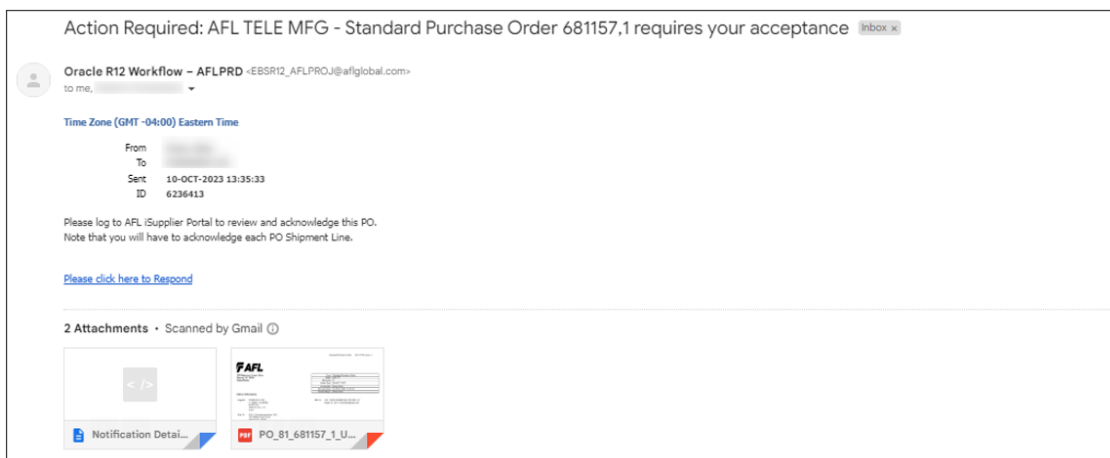 Action Required: AFL TELE MFG - Standard Purchase Order 681157,1 requires your acceptance Inbox ×
Oracle R12 Workflow – AFLPRD <EBSR12_AFLPROJ@aflglobal.com>
to me,
Time Zone (GMT -04:00) Eastern Time
From
To
Sent 10-OCT-2023 13:35:33
ID 6236413
Please log to AFL iSupplier Portal to review and acknowledge this PO.
Note that you will have to acknowledge each PO Shipment Line.
Please click here to Respond
2 Attachments • Scanned by Gmail
</>
AFL
Notification Detai...
PDF PO_81_681157_1_U...